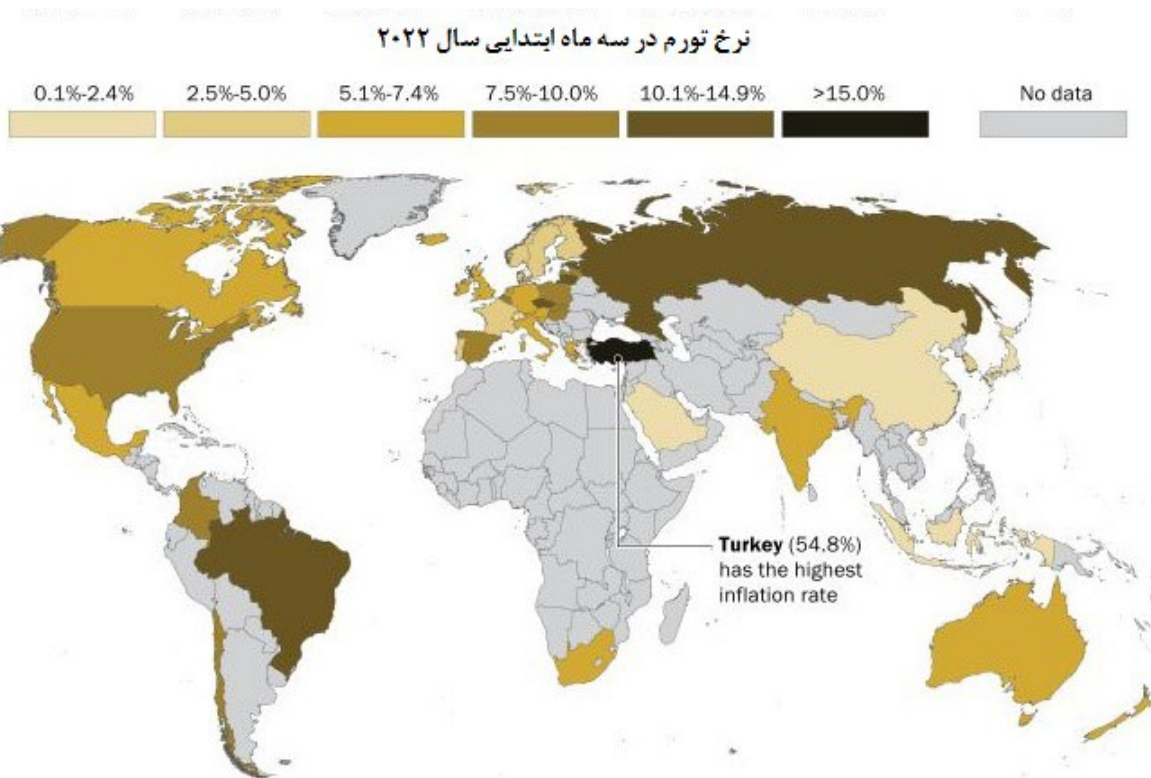 نرخ تورم در سه ماه ابتدایی سال ۲۰۲۲
0.1%-2.4% 2.5%-5.0% 5.1%-7.4% 7.5%-10.0% 10.1%-14.9% >15.0% No data
Turkey (54.8%)
has the highest
inflation rate